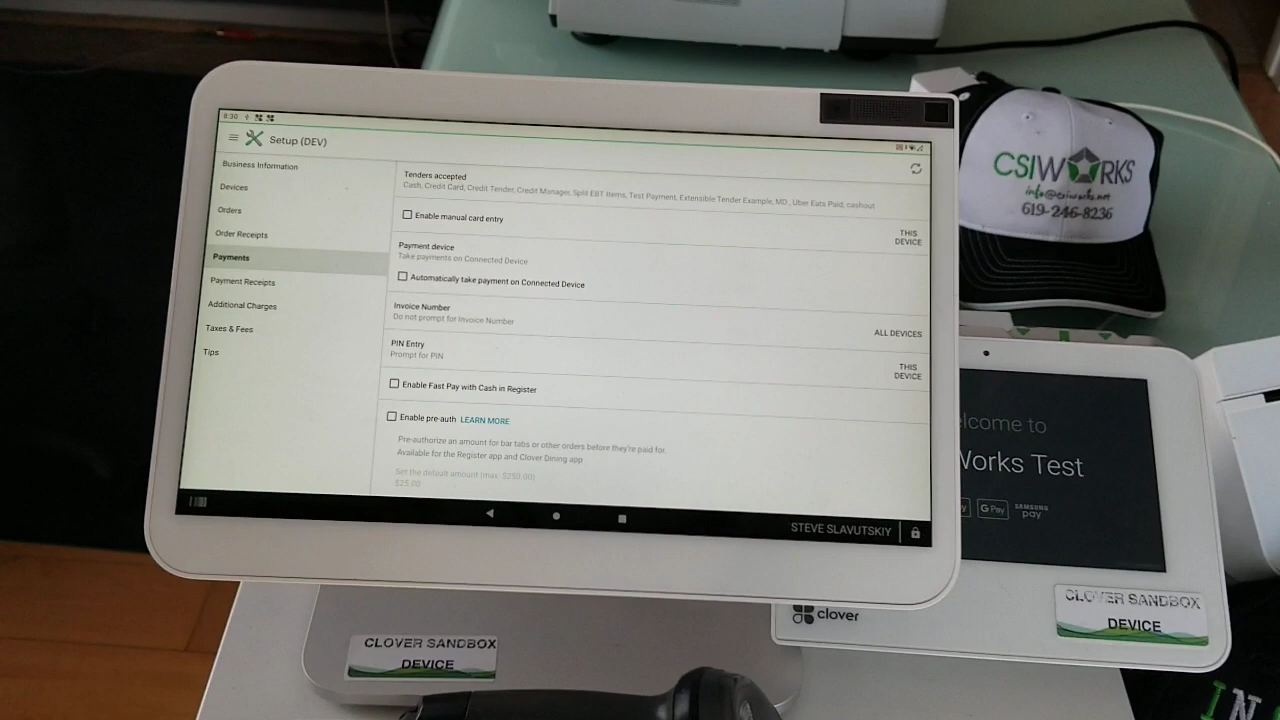 8:30
Setup (DEV)
Business Information
Devices
Orders
Order Receipts
Payments
Payment Receipts
Additional Charges
Taxes & Fees
Tips
Tenders accepted
Cash, Credit Card, Credit Tender, Credit Manager, Split EBT Items, Test Payment, Extensible Tender Example, MD , Uber Eats Paid, cashout
Enable manual card entry
THIS
DEVICE
Payment device
Take payments on Connected Device
Automatically take payment on Connected Device
Invoice Number
Do not prompt for Invoice Number
ALL DEVICES
PIN Entry
Prompt for PIN
THIS
DEVICE
Enable Fast Pay with Cash in Register
Enable pre-auth LEARN MORE
Pre-authorize an amount for bar tabs or other orders before they're paid for.
Available for the Register app and Clover Dining app
Set the default amount (max: $250.00)
$25.00
STEVE SLAVUTSKIY
CSIWORKS
info@csiworks.net
619-246-8236
elcome to
Works Test
y
G Pay
SAMSUNG
pay
clover
CLOVER SANDBOX
DEVICE
CLOVER SANDBOX
DEVICE
IN